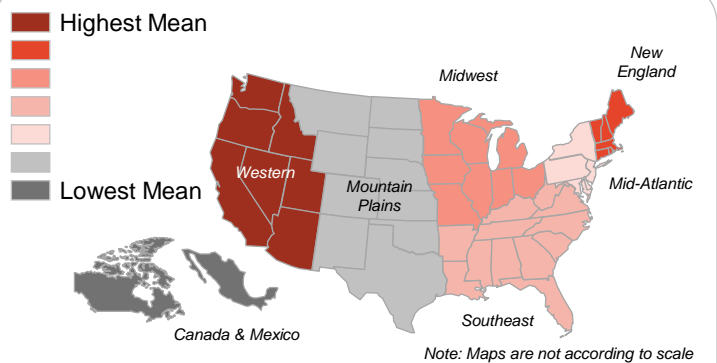 Highest Mean
New
England
Midwest
Western
Mountain
Plains
Mid-Atlantic
Lowest Mean
Southeast
Canada & Mexico
Note: Maps are not according to scale